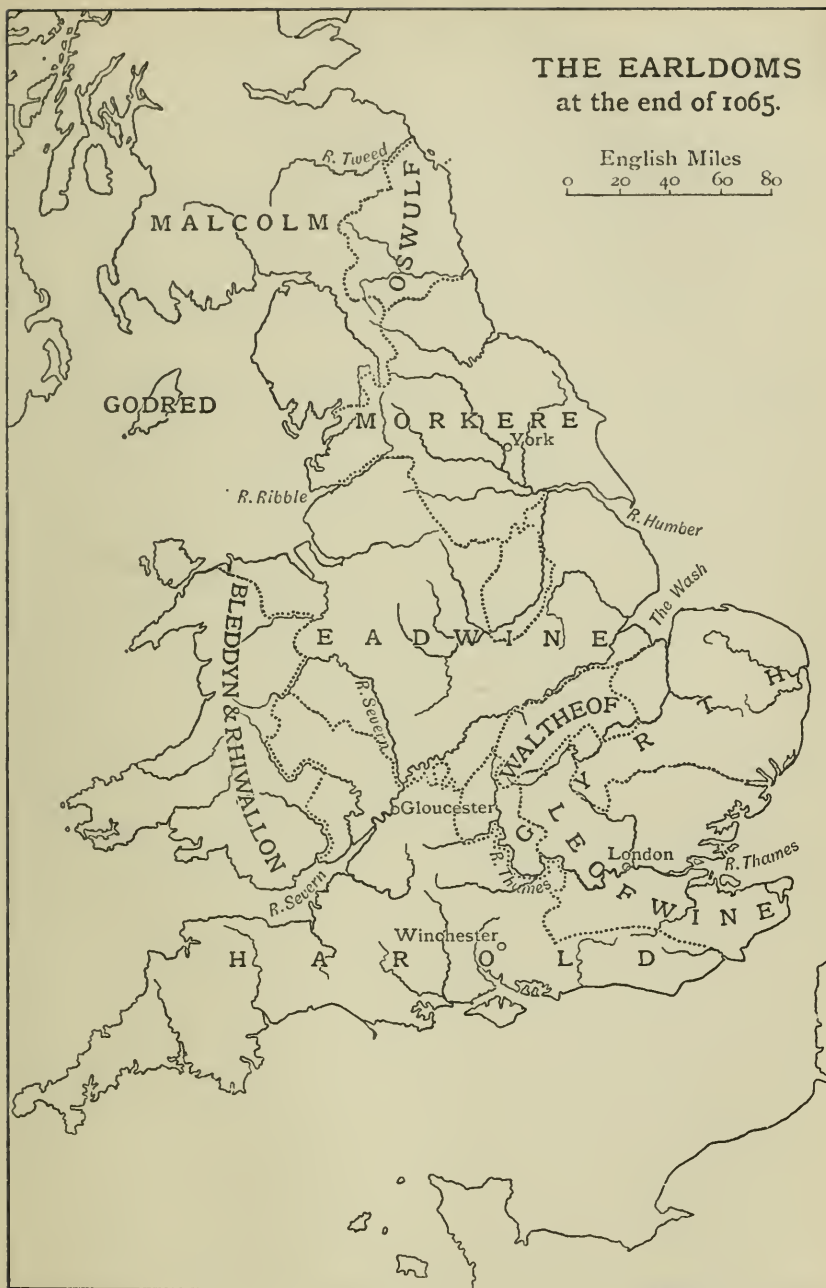 THE EARLDOMS
at the end of 1065.
English Miles
0 20 40 60 80
R. Tweed
MALCOLM
OSWULF
GODRED
MORKERE
York
R. Ribble
R. Humber
The Wash
BLEDDYN & RHIWALLON
EADWINE
R. Severn
WALTHEOF
GYRTH
Gloucester
LEOFWINE
London
R. Thames
R. Thames
R. Severn
Winchester
HAROLD